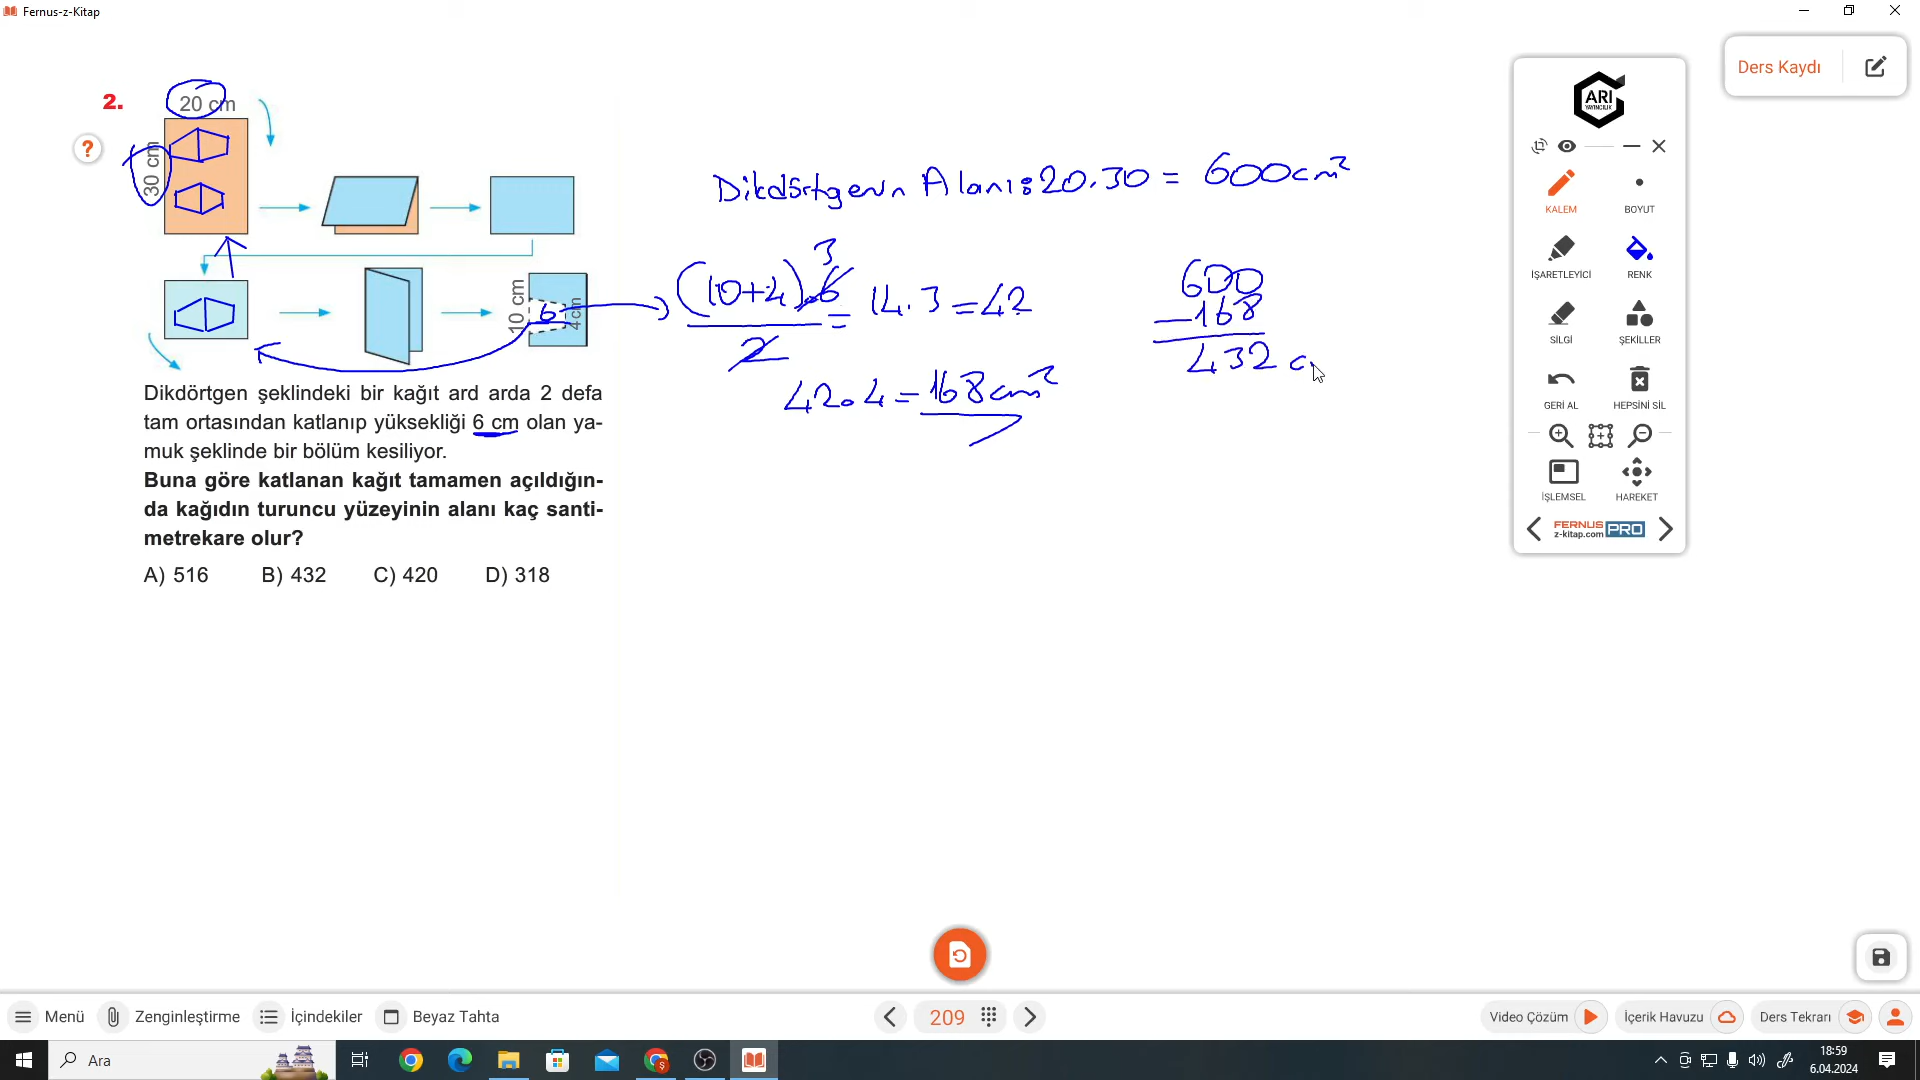 Fernus-z-Kitap
Ders Kaydı
2.
20 cm
30 cm
10 cm
6
4cm
Dikdörtgen şeklindeki bir kağıt ard arda 2 defa
tam ortasından katlanıp yüksekliği 6 cm olan ya-
muk şeklinde bir bölüm kesiliyor.
Buna göre katlanan kağıt tamamen açıldığın-
da kağıdın turuncu yüzeyinin alanı kaç santi-
metrekare olur?
A) 516 B) 432 C) 420 D) 318
Dikdörtgenin Alanı: 20.30 = 600cm²
3
(10+4).6 = 14.3=42
2
42.4=168cm²
600
-168
432 c
ARI
YAYINCILIK
KALEM BOYUT
İŞARETLEYİCİ RENK
SİLGİ ŞEKİLLER
GERİ AL HEPSİNİ SİL
İŞLEMSEL HAREKET
FERNUS
z-kitap.com PRO
Menü Zenginleştirme İçindekiler Beyaz Tahta 209 Video Çözüm İçerik Havuzu Ders Tekrarı
Ara
18:59
6.04.2024